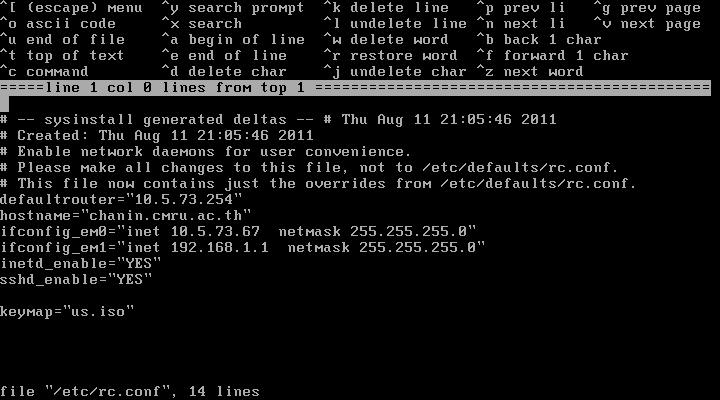 ^[ (escape) menu  ^y search prompt  ^k delete line   ^p prev li  ^g prev page
^o ascii code     ^x search         ^l undelete line ^n next li  ^v next page
^u end of file    ^a begin of line  ^w delete word   ^b back 1 char
^t top of text    ^e end of line    ^r restore word  ^f forward 1 char
^c command        ^d delete char    ^j undelete char ^z next word
=====line 1 col 0 lines from top 1 ============================================
# -- sysinstall generated deltas -- # Thu Aug 11 21:05:46 2011
# Created: Thu Aug 11 21:05:46 2011
# Enable network daemons for user convenience.
# Please make all changes to this file, not to /etc/defaults/rc.conf.
# This file now contains just the overrides from /etc/defaults/rc.conf.
defaultrouter="10.5.73.254"
hostname="chanin.cmru.ac.th"
ifconfig_em0="inet 10.5.73.67  netmask 255.255.255.0"
ifconfig_em1="inet 192.168.1.1  netmask 255.255.255.0"
inetd_enable="YES"
sshd_enable="YES"
keymap="us.iso"
file "/etc/rc.conf", 14 lines